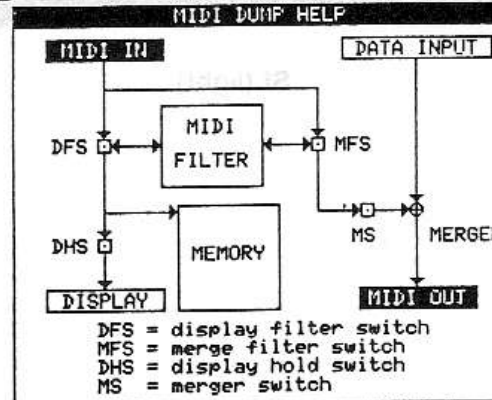 MIDI DUMP HELP
MIDI IN
DATA INPUT
MIDI
FILTER
DFS
MFS
MS
MERGER
DHS
MEMORY
DISPLAY
MIDI OUT
DFS = display filter switch
MFS = merge filter switch
DHS = display hold switch
MS = merger switch